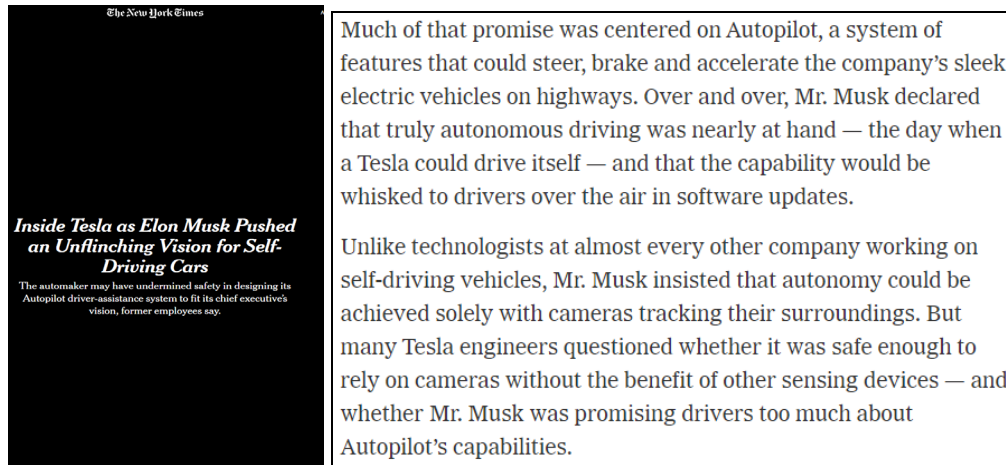 The New York Times
Inside Tesla as Elon Musk Pushed
an Unflinching Vision for Self-
Driving Cars
The automaker may have undermined safety in designing its
Autopilot driver-assistance system to fit its chief executive's
vision, former employees say.
Much of that promise was centered on Autopilot, a system of
features that could steer, brake and accelerate the company's sleek
electric vehicles on highways. Over and over, Mr. Musk declared
that truly autonomous driving was nearly at hand — the day when
a Tesla could drive itself — and that the capability would be
whisked to drivers over the air in software updates.
Unlike technologists at almost every other company working on
self-driving vehicles, Mr. Musk insisted that autonomy could be
achieved solely with cameras tracking their surroundings. But
many Tesla engineers questioned whether it was safe enough to
rely on cameras without the benefit of other sensing devices — and
whether Mr. Musk was promising drivers too much about
Autopilot's capabilities.